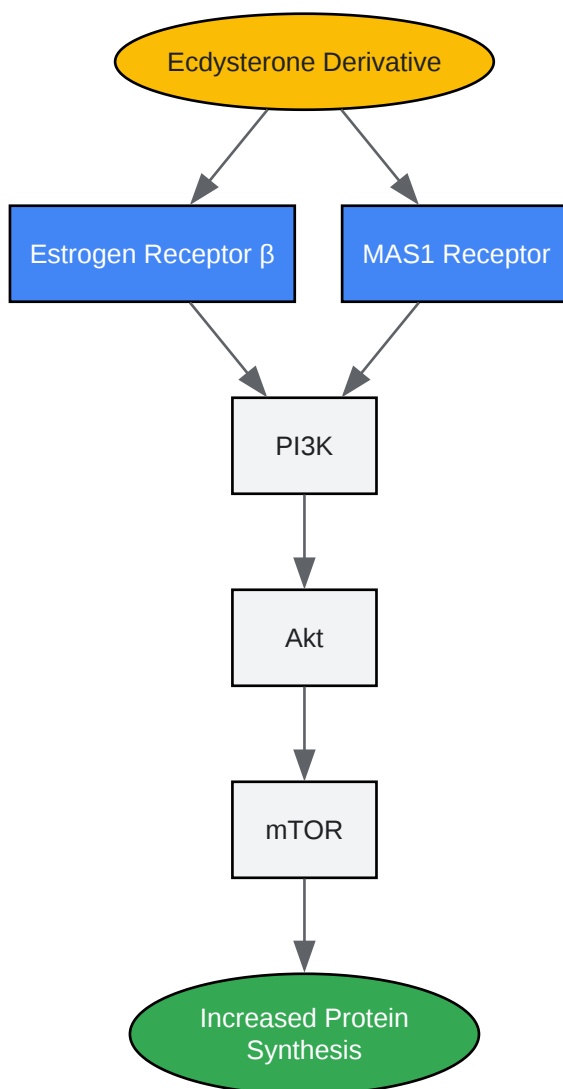 Ecdysterone Derivative
Estrogen Receptor β
MAS1 Receptor
PI3K
Akt
mTOR
Increased Protein
Synthesis